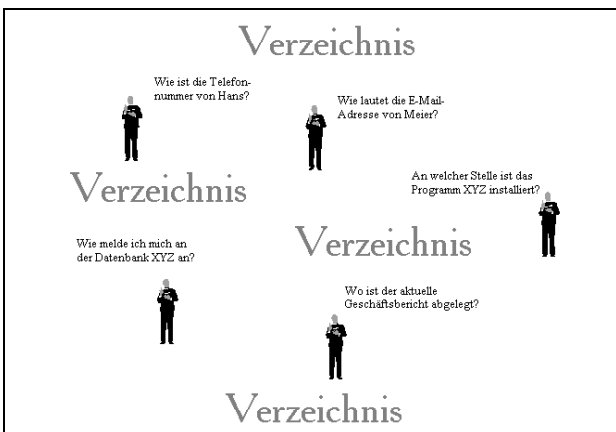 Verzeichnis
Wie ist die Telefon-
nummer von Hans?
Wie lautet die E-Mail-
Adresse von Meier?
Verzeichnis
An welcher Stelle ist das
Programm XYZ installiert?
Verzeichnis
Wie melde ich mich an
der Datenbank XYZ an?
Wo ist der aktuelle
Geschäftsbericht abgelegt?
Verzeichnis